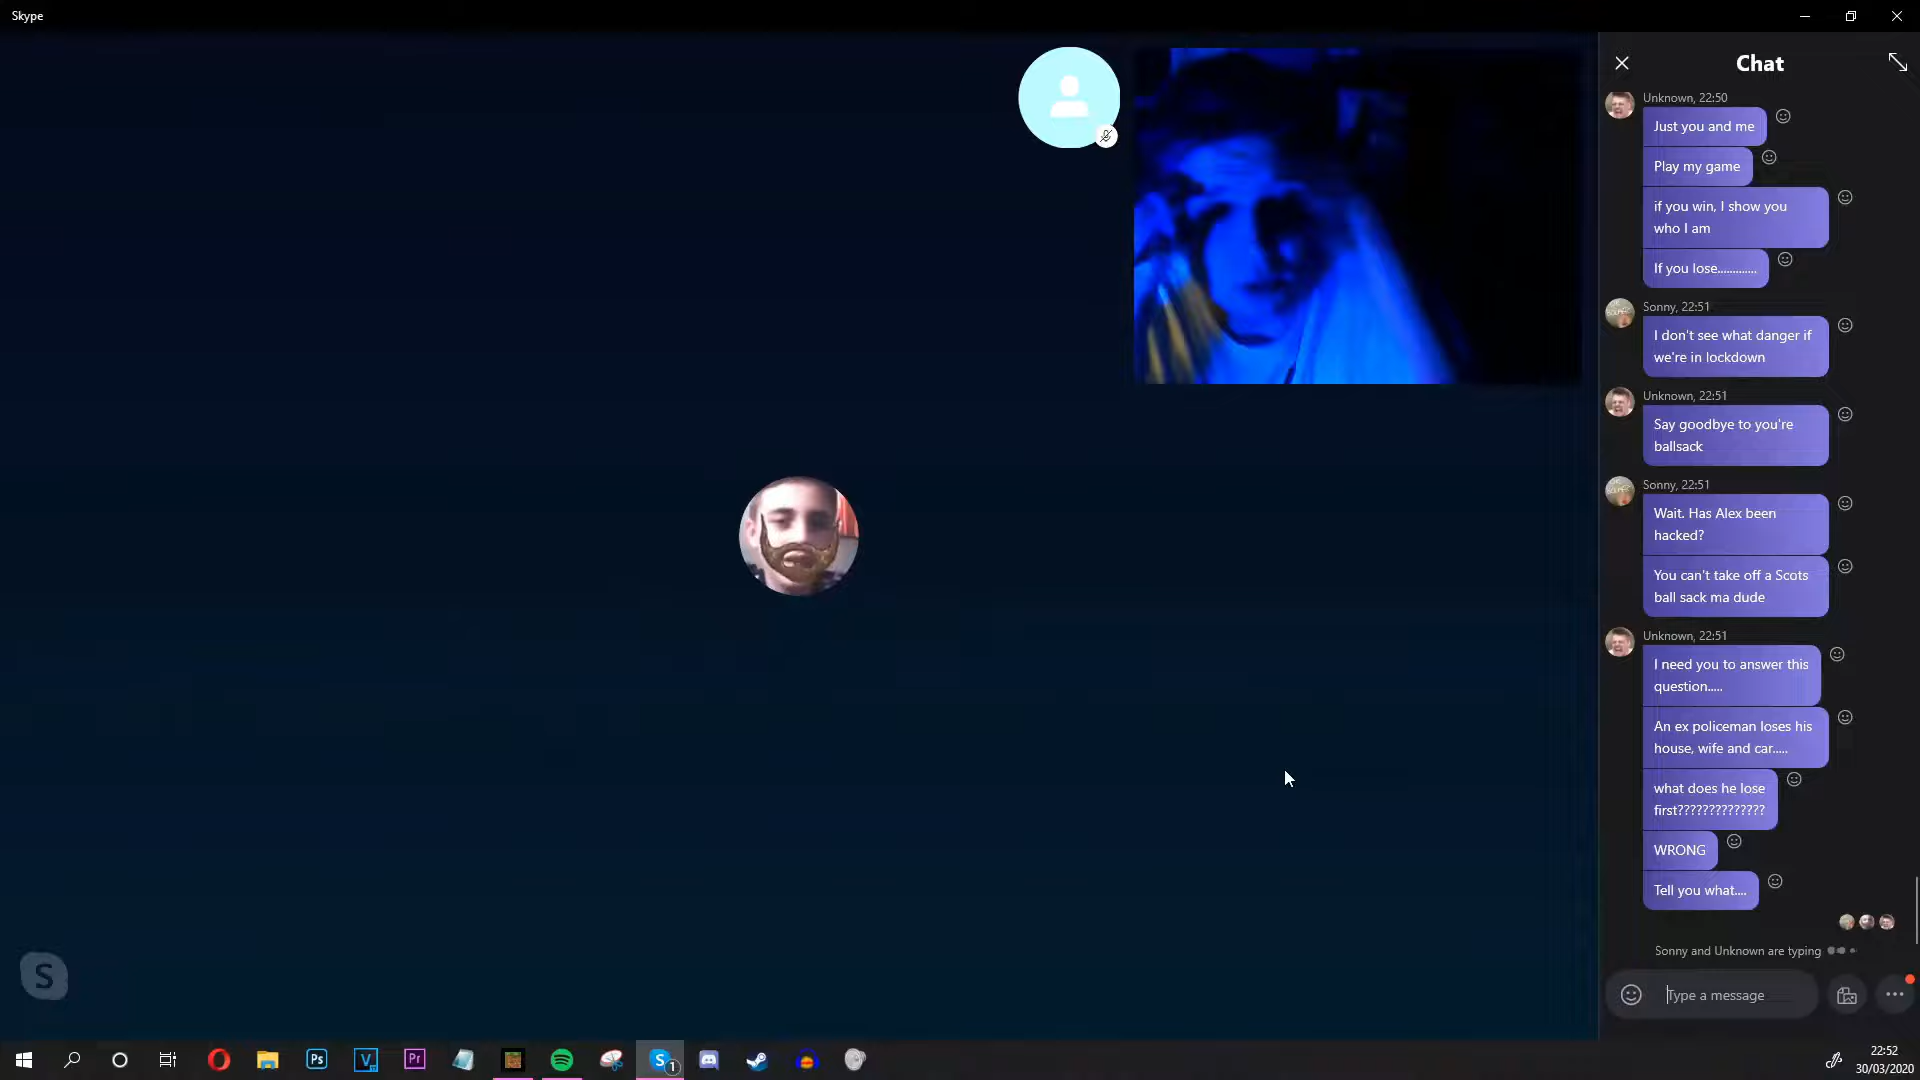 Skype
Chat
Unknown, 22:50
Just you and me
Play my game
if you win, I show you
who I am
If you lose.............
Sonny, 22:51
I don't see what danger if
we're in lockdown
Unknown, 22:51
Say goodbye to you're
ballsack
Sonny, 22:51
Wait. Has Alex been
hacked?
You can't take off a Scots
ball sack ma dude
Unknown, 22:51
I need you to answer this
question.....
An ex policeman loses his
house, wife and car.....
what does he lose
first??????????????
WRONG
Tell you what....
Sonny and Unknown are typing
Type a message
S
Ps
V
Pr
S
1
22:52
30/03/2020